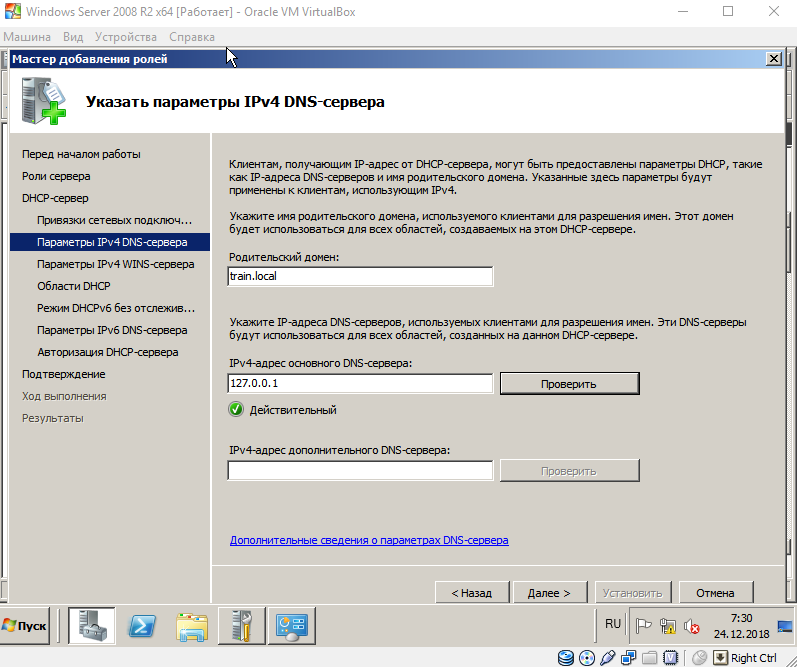 Windows Server 2008 R2 x64 [Работает] - Oracle VM VirtualBox
Машина Вид Устройства Справка
Мастер добавления ролей
Указать параметры IPv4 DNS-сервера
Перед началом работы
Роли сервера
DHCP-сервер
Привязки сетевых подключ...
Параметры IPv4 DNS-сервера
Параметры IPv4 WINS-сервера
Области DHCP
Режим DHCPv6 без отслежив...
Параметры IPv6 DNS-сервера
Авторизация DHCP-сервера
Подтверждение
Ход выполнения
Результаты
Клиентам, получающим IP-адрес от DHCP-сервера, могут быть предоставлены параметры DHCP, такие
как IP-адреса DNS-серверов и имя родительского домена. Указанные здесь параметры будут
применены к клиентам, использующим IPv4.
Укажите имя родительского домена, используемого клиентами для разрешения имен. Этот домен
будет использоваться для всех областей, создаваемых на этом DHCP-сервере.
Родительский домен:
train.local
Укажите IP-адреса DNS-серверов, используемых клиентами для разрешения имен. Эти DNS-серверы
будут использоваться для всех областей, созданных на данном DHCP-сервере.
IPv4-адрес основного DNS-сервера:
127.0.0.1 Проверить
Действительный
IPv4-адрес дополнительного DNS-сервера:
Проверить
Дополнительные сведения о параметрах DNS-сервера
< Назад Далее > Установить Отмена
Пуск RU 7:30
24.12.2018
Right Ctrl